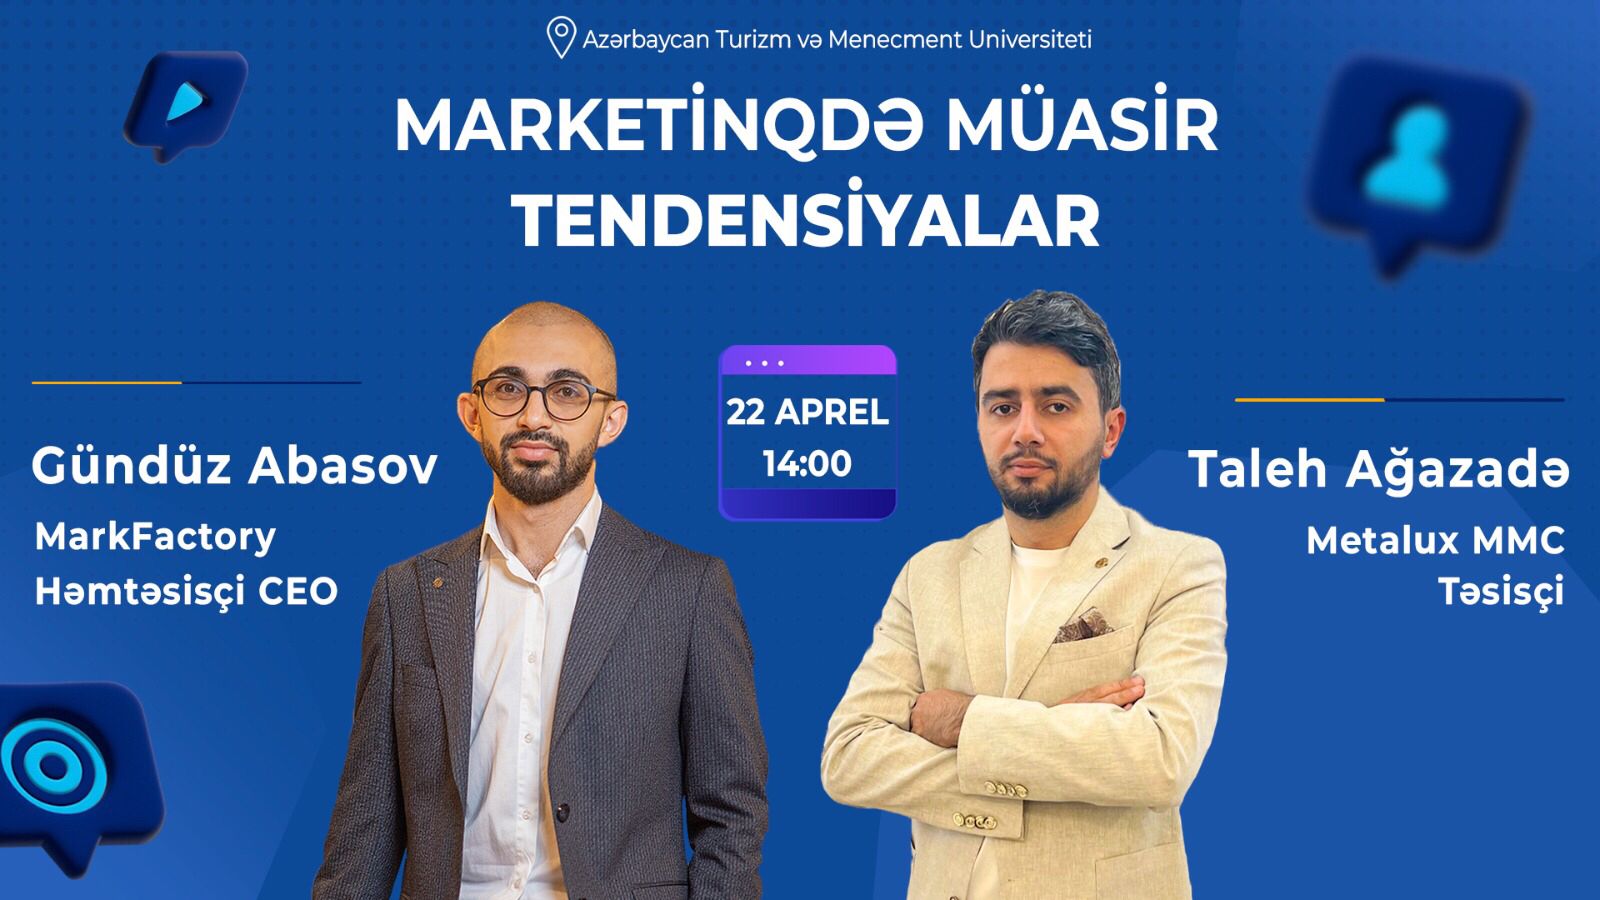 Azərbaycan Turizm və Menecment Universiteti
MARKETİNQDƏ MÜASİR
TENDENSİYALAR
22 APREL
14:00
Gündüz Abasov
MarkFactory
Həmtəsisçi CEO
Taleh Ağazadə
Metalux MMC
Təsisçi